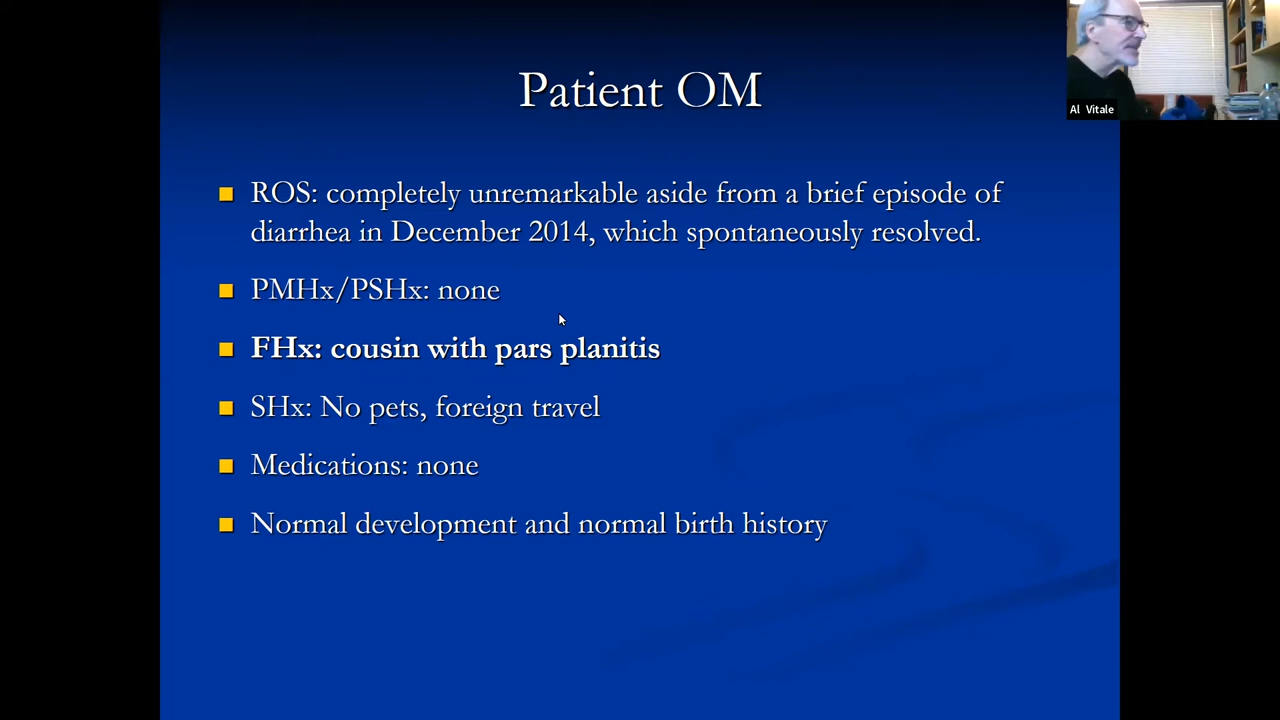 Patient OM
Al Vitale
ROS: completely unremarkable aside from a brief episode of
diarrhea in December 2014, which spontaneously resolved.
PMHx/PSHx: none
FHx: cousin with pars planitis
SHx: No pets, foreign travel
Medications: none
Normal development and normal birth history